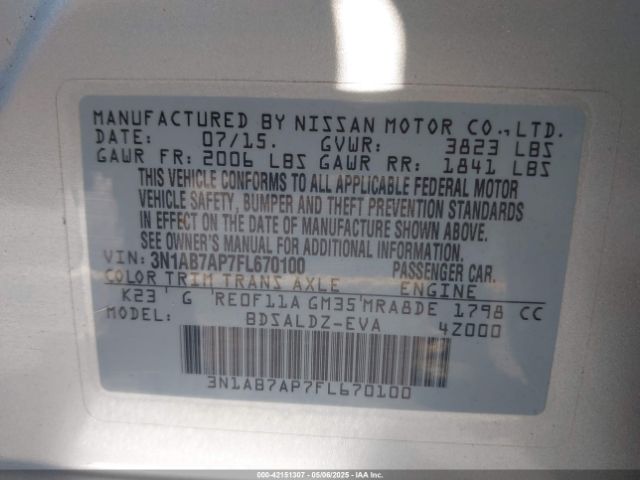 MANUFACTURED BY NISSAN MOTOR CO.,LTD.
DATE: 07/15. GVWR: 3823 LBS
GAWR FR: 2006 LBS GAWR RR: 1841 LBS
THIS VEHICLE CONFORMS TO ALL APPLICABLE FEDERAL MOTOR
VEHICLE SAFETY, BUMPER AND THEFT PREVENTION STANDARDS
IN EFFECT ON THE DATE OF MANUFACTURE SHOWN ABOVE.
SEE OWNER'S MANUAL FOR ADDITIONAL INFORMATION.
VIN: 3N1AB7AP7FL670100 PASSENGER CAR.
COLOR TRIM TRANS AXLE ENGINE
K23 G RE0F11A GM35 MRA8DE 1798 CC
MODEL: BDSALDZ-EVA 4Z000
3N1AB7AP7FL670100
000-42151307 - 05/06/2025 - IAAI